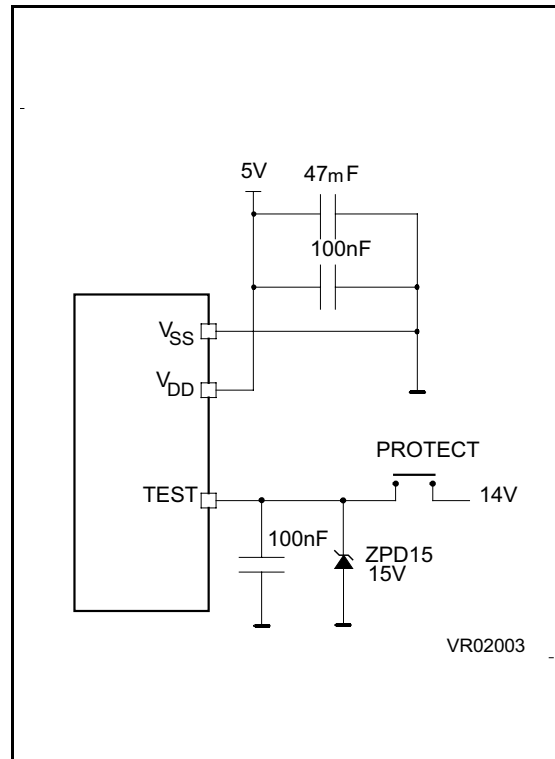 5V
47mF
100nF
VSS
VDD
PROTECT
TEST
14V
100nF
ZPD15
15V
VR02003